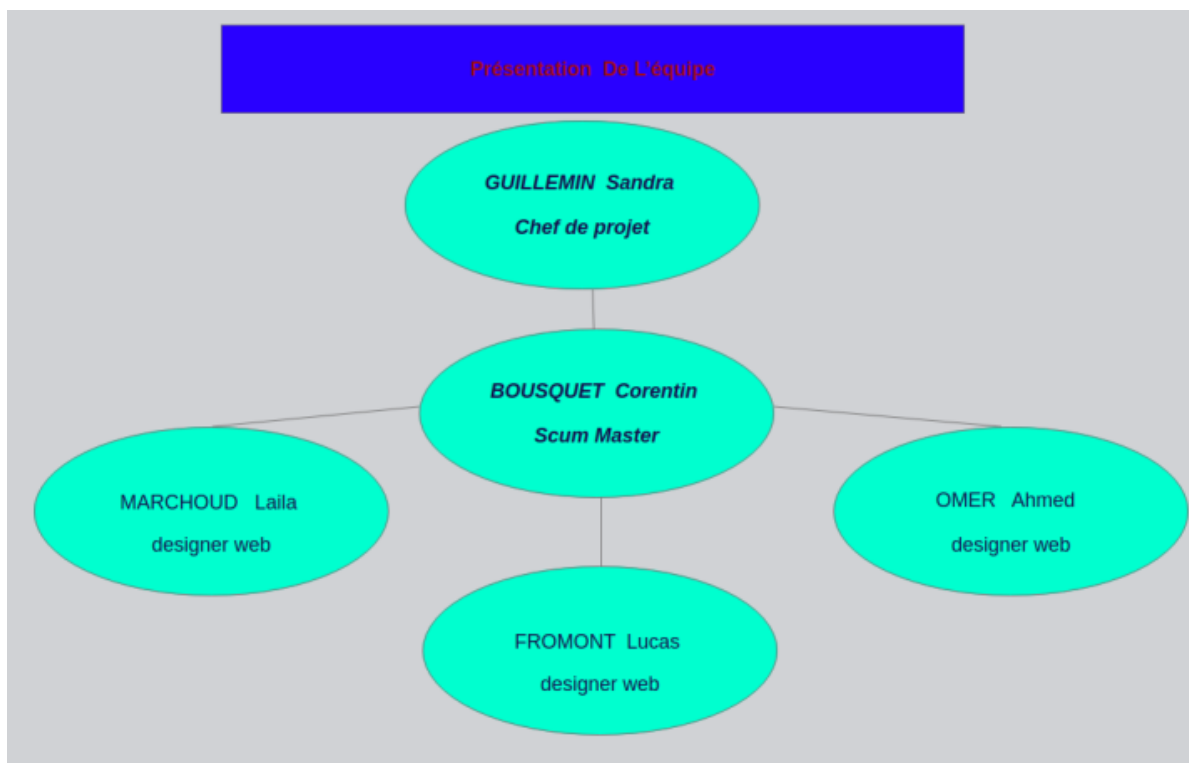 Présentation De L'équipe
GUILLEMIN Sandra
Chef de projet
BOUSQUET Corentin
Scum Master
MARCHOUD Laila
designer web
OMER Ahmed
designer web
FROMONT Lucas
designer web